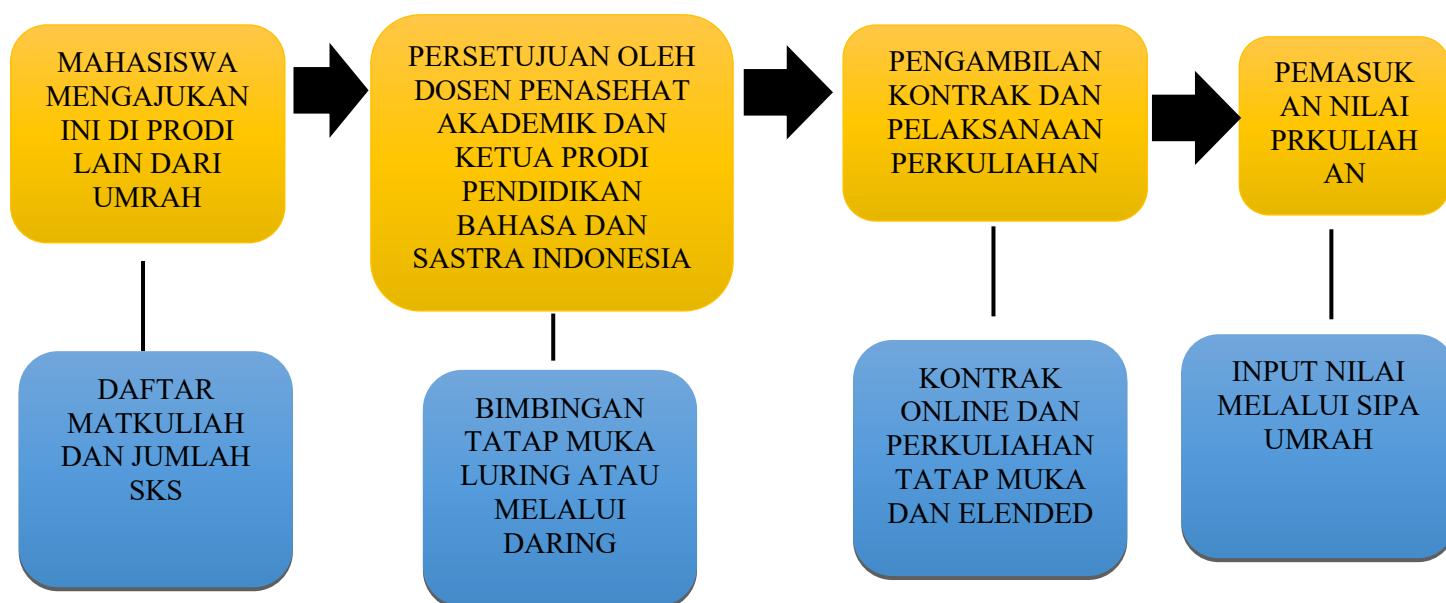 MAHASISWA
MENGAJUKAN
INI DI PRODI
LAIN DARI
UMRAH
PERSETUJUAN OLEH
DOSEN PENASEHAT
AKADEMIK DAN
KETUA PRODI
PENDIDIKAN
BAHASA DAN
SASTRA INDONESIA
PENGAMBILAN
KONTRAK DAN
PELAKSANAAN
PERKULIAHAN
PEMASUK
AN NILAI
PRKULIAH
AN
DAFTAR
MATKULIAH
DAN JUMLAH
SKS
BIMBINGAN
TATAP MUKA
LURING ATAU
MELALUI
DARING
KONTRAK
ONLINE DAN
PERKULIAHAN
TATAP MUKA
DAN ELENDED
INPUT NILAI
MELALUI SIPA
UMRAH